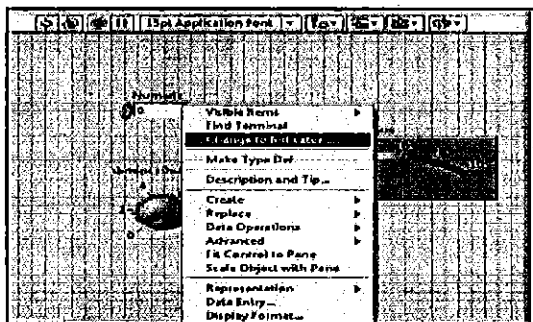 15pt Application Font
Numeric
Visible Items
Find Terminal
Change to Indicator
Make Type Def.
Description and Tip...
Create
Replace
Data Operations
Advanced
Fit Control to Pane
Scale Object with Pane
Representation
Data Entry...
Display Format...